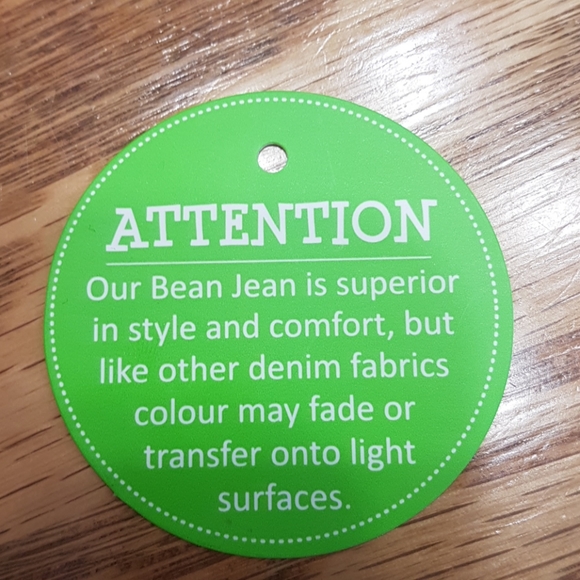 ATTENTION
Our Bean Jean is superior
in style and comfort, but
like other denim fabrics
colour may fade or
transfer onto light
surfaces.